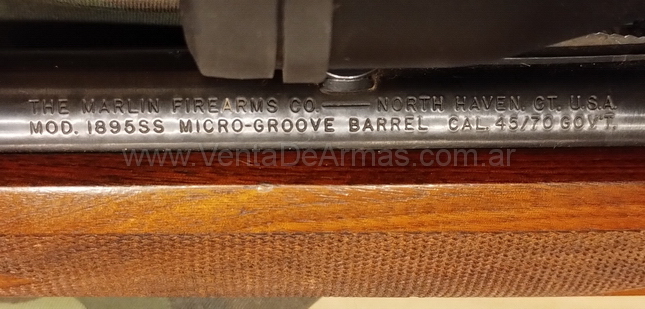 THE MARLIN FIREARMS CO.—NORTH HAVEN, CT. U.S.A.
MOD. 1895SS MICRO-GROOVE BARREL CAL. 45/70 GOV'T.
www.VentaDeArmas.com.ar